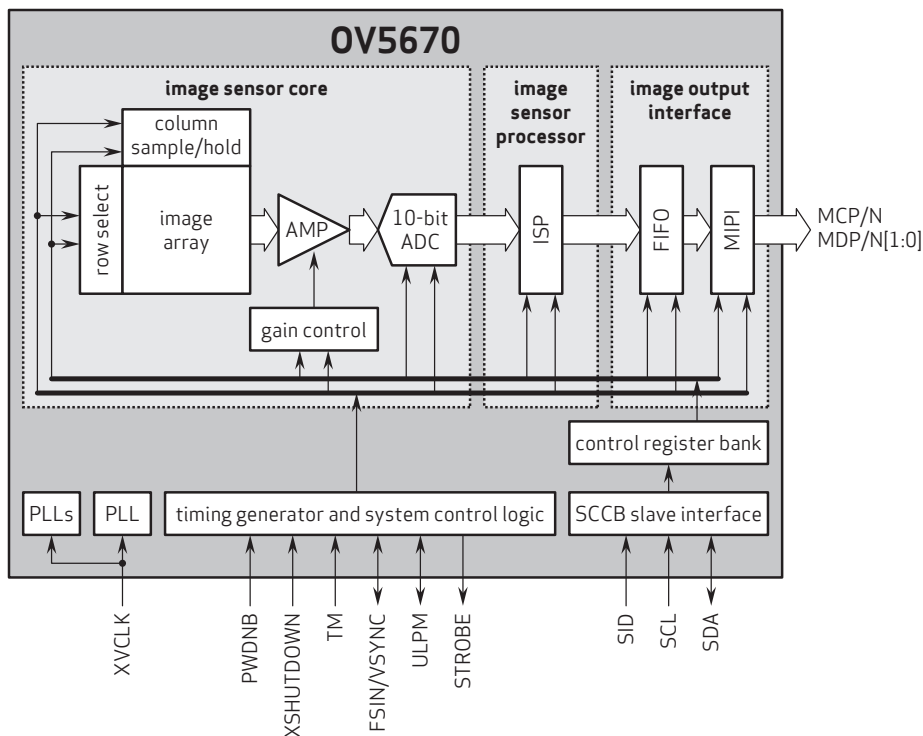 OV5670
image sensor core
image
sensor
processor
image output
interface
column
sample/hold
row select
image
array
AMP
10-bit
ADC
ISP
FIFO
MIPI
MCP/N
MDP/N[1:0]
gain control
control register bank
PLLs
PLL
timing generator and system control logic
SCCB slave interface
XVCLK
PWDNB
XSHUTDOWN
TM
FSIN/VSYNC
ULPM
STROBE
SID
SCL
SDA